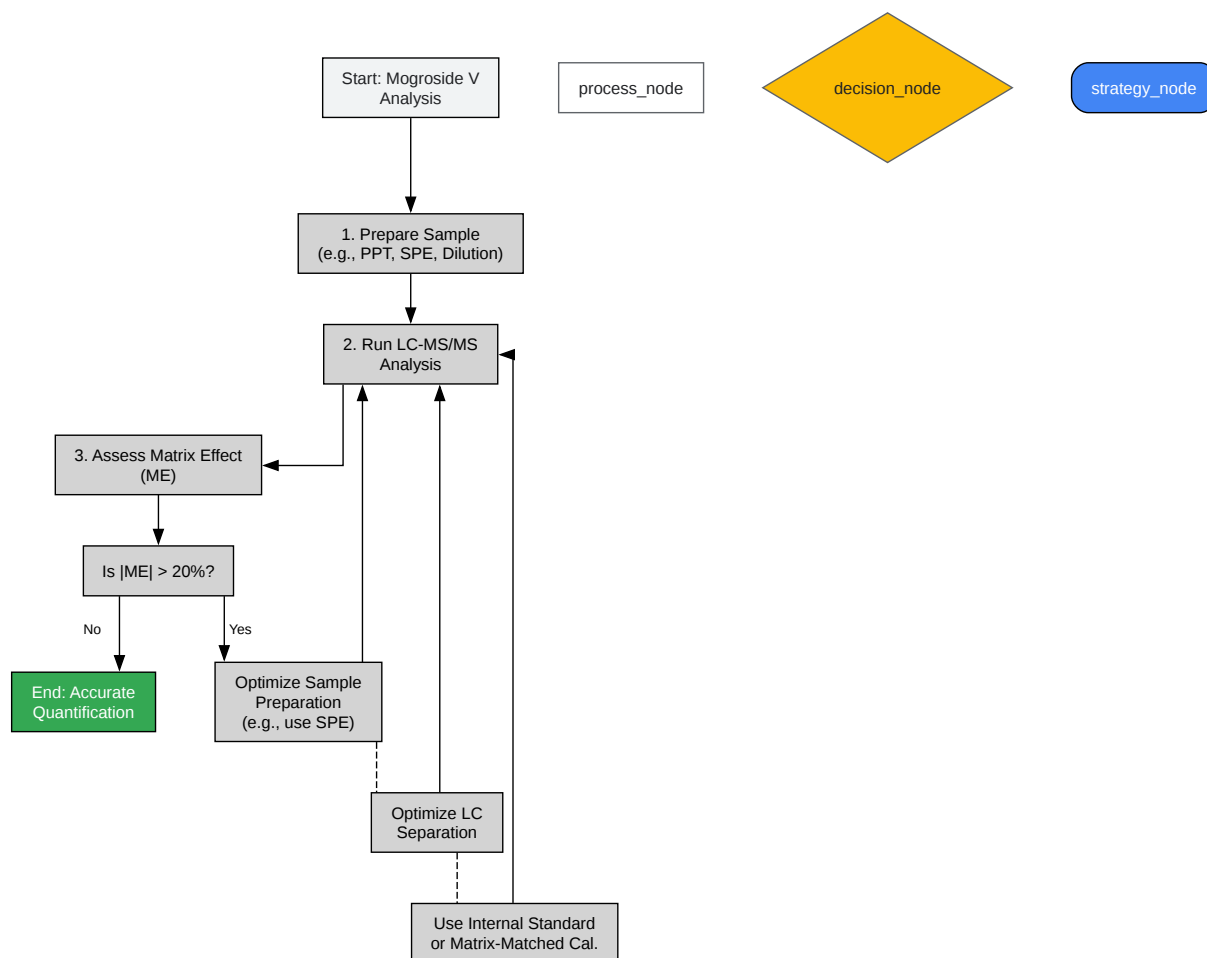 Start: Mogroside V
Analysis
process_node
decision_node
strategy_node
1. Prepare Sample
(e.g., PPT, SPE, Dilution)
2. Run LC-MS/MS
Analysis
3. Assess Matrix Effect
(ME)
Is |ME| > 20%?
No
Yes
End: Accurate
Quantification
Optimize Sample
Preparation
(e.g., use SPE)
Optimize LC
Separation
Use Internal Standard
or Matrix-Matched Cal.